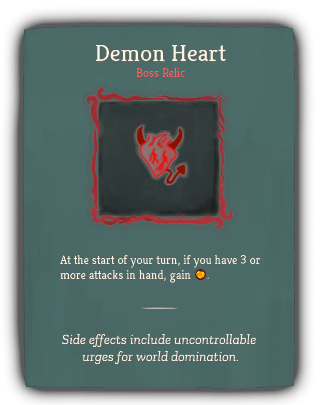 Demon Heart
Boss Relic
At the start of your turn, if you have 3 or
more attacks in hand, gain .
Side effects include uncontrollable
urges for world domination.